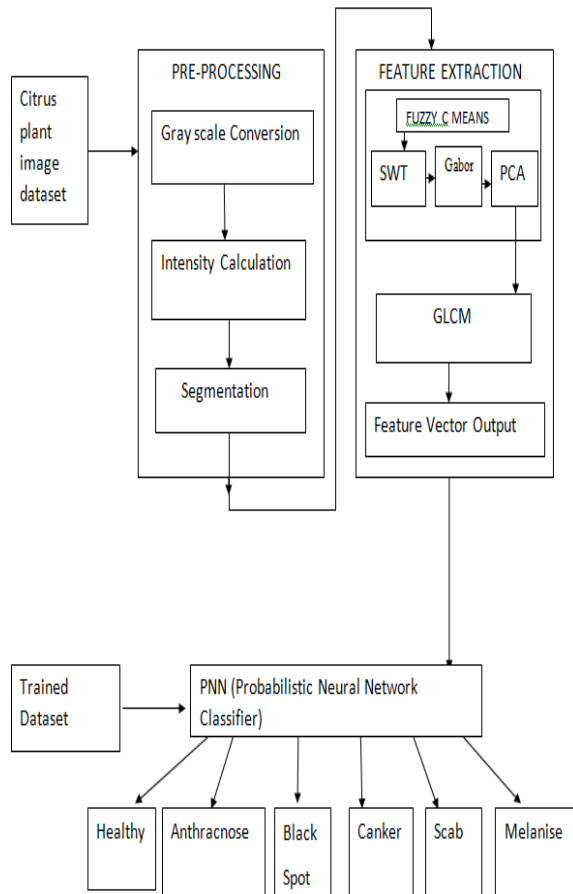 Citrus
plant
image
dataset
PRE-PROCESSING
Gray scale Conversion
Intensity Calculation
Segmentation
FEATURE EXTRACTION
FUZZY C MEANS
SWT
Gabor
PCA
GLCM
Feature Vector Output
Trained
Dataset
PNN (Probabilistic Neural Network
Classifier)
Healthy
Anthracnose
Black
Spot
Canker
Scab
Melanise